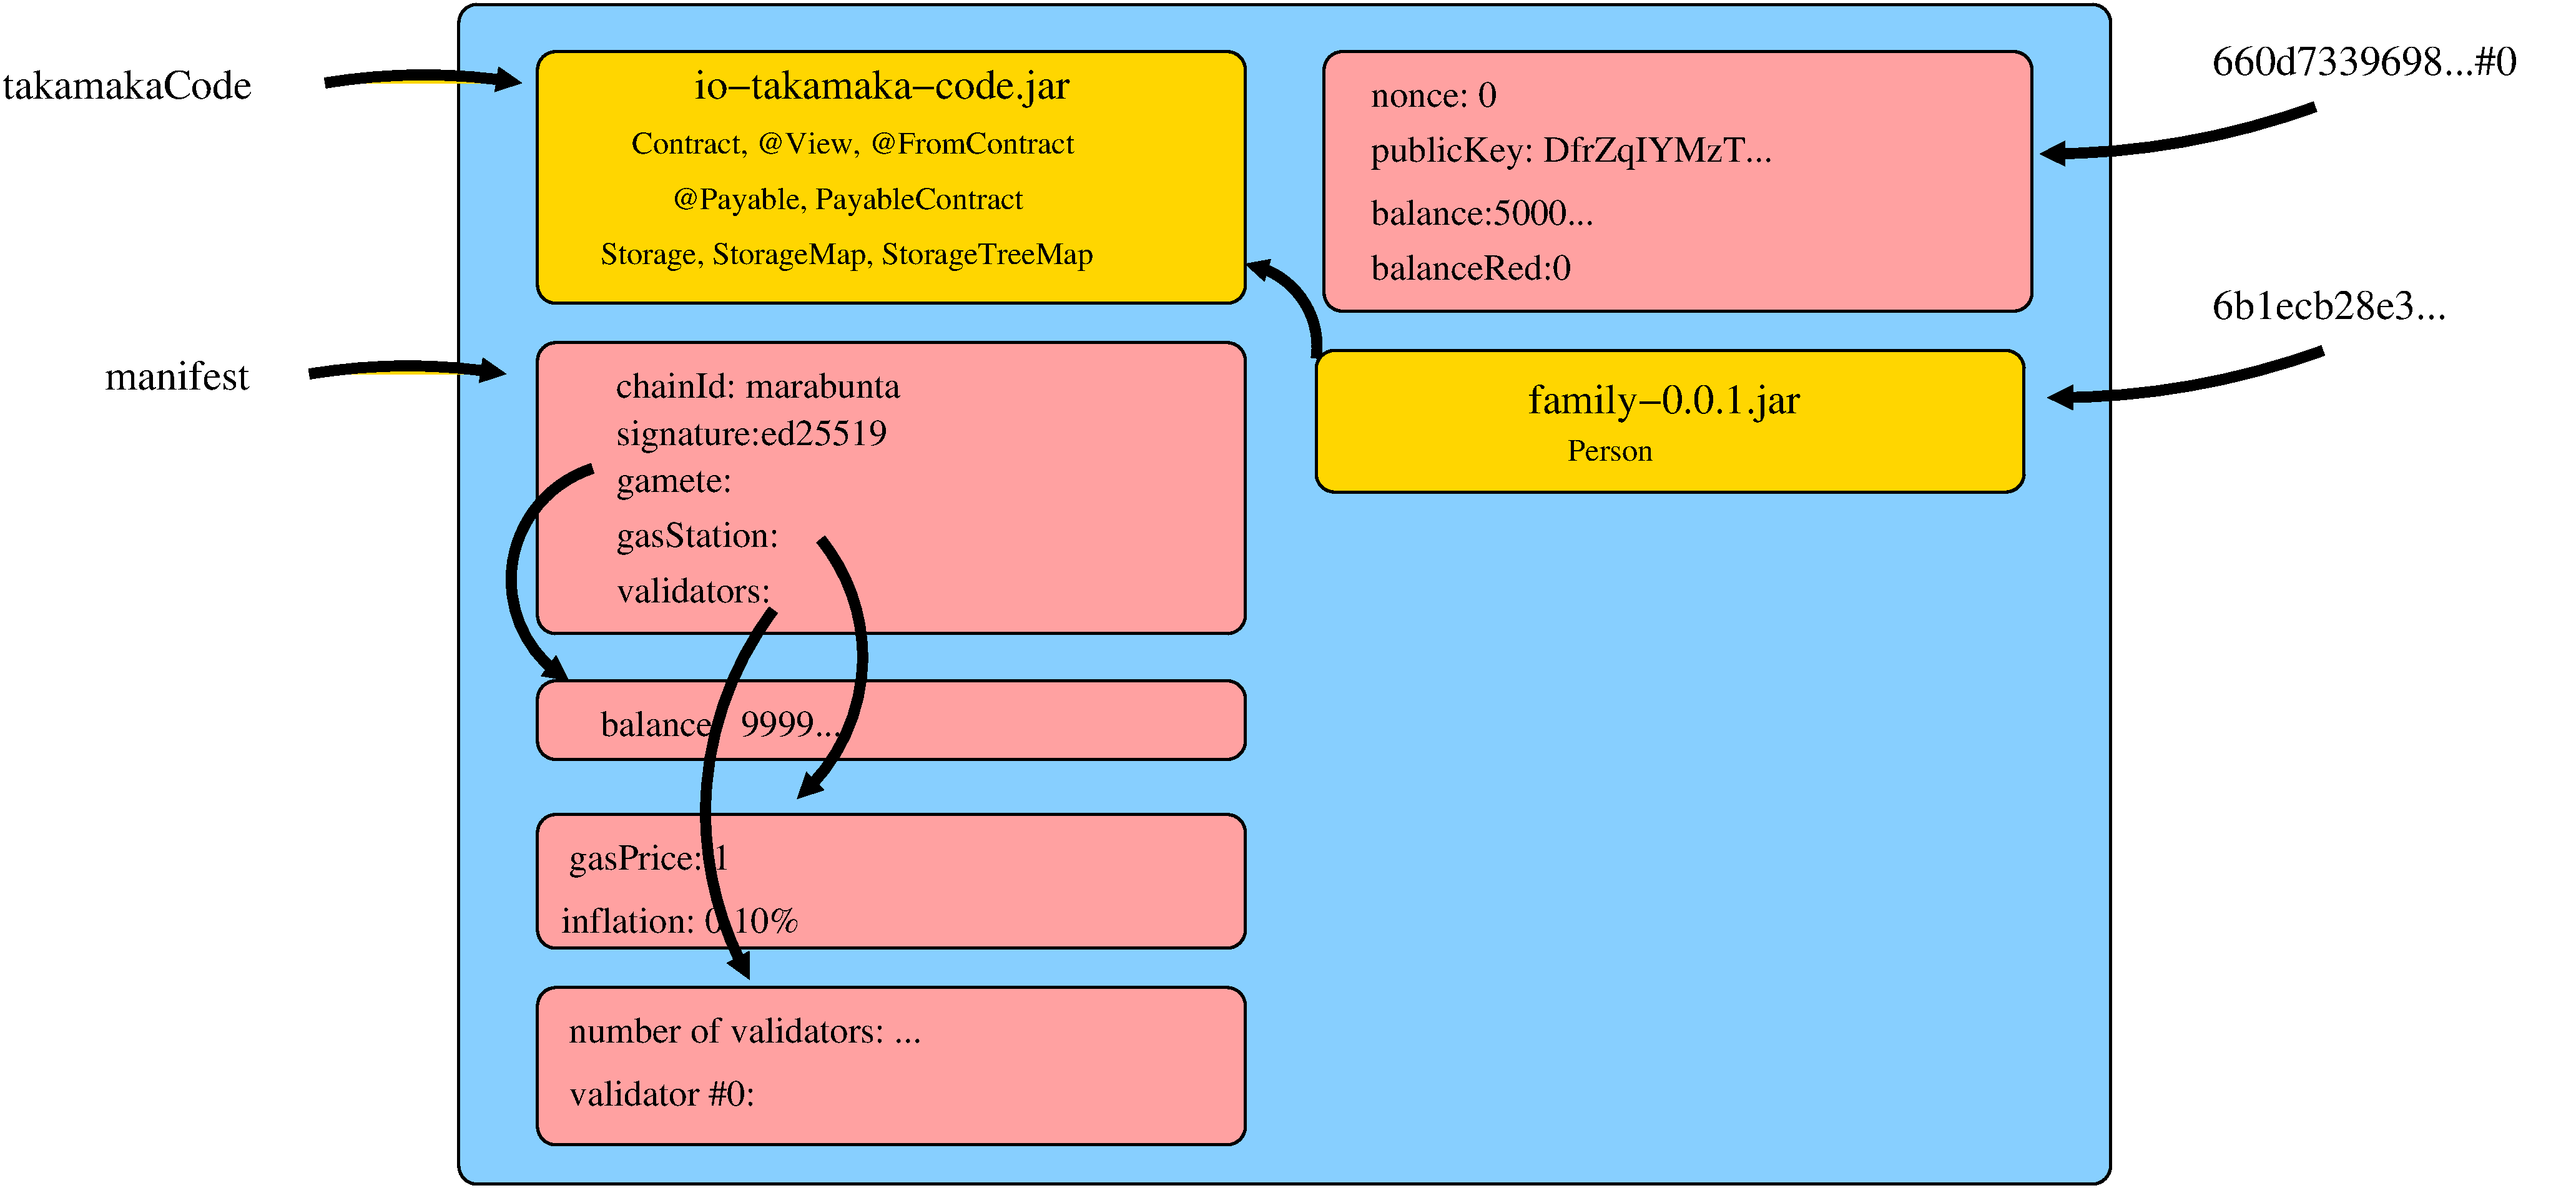 takamakaCode
io-takamaka-code.jar
Contract, @View, @FromContract
@Payable, PayableContract
Storage, StorageMap, StorageTreeMap
manifest
chainId: marabunta
signature:ed25519
gamete:
gasStation:
validators:
balance 9999...
gasPrice: 1
inflation: 0.10%
number of validators: ...
validator #0:
nonce: 0
publicKey: DfrZqIYMzT...
balance:5000...
balanceRed:0
660d7339698...#0
family-0.0.1.jar
Person
6b1ecb28e3...